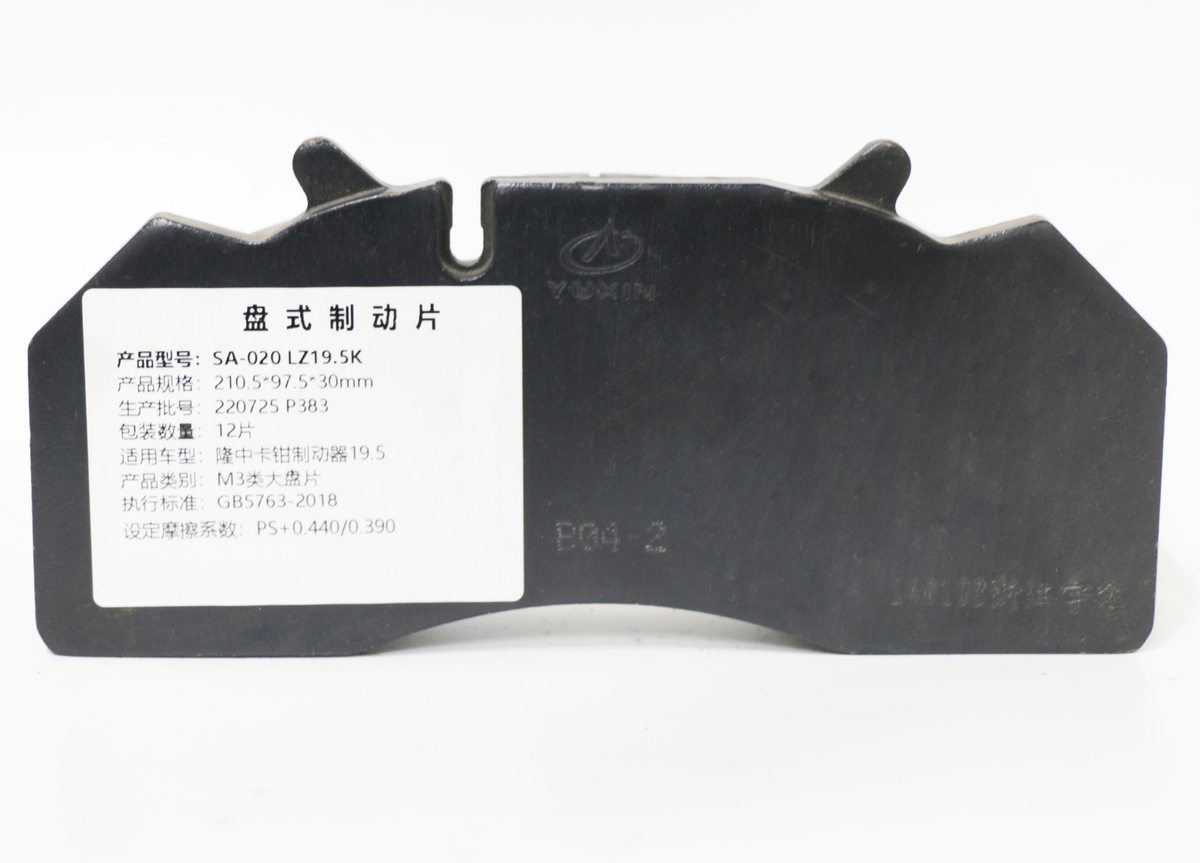 YUXIN
盘式制动片
产品型号：SA-020 LZ19.5K
产品规格：210.5*97.5*30mm
生产批号：220725 P383
包装数量：12片
适用车型：隆中卡钳制动器19.5
产品类别：M3类大盘片
执行标准：GB5763-2018
设定摩擦系数：PS+0.440/0.390
B04-2